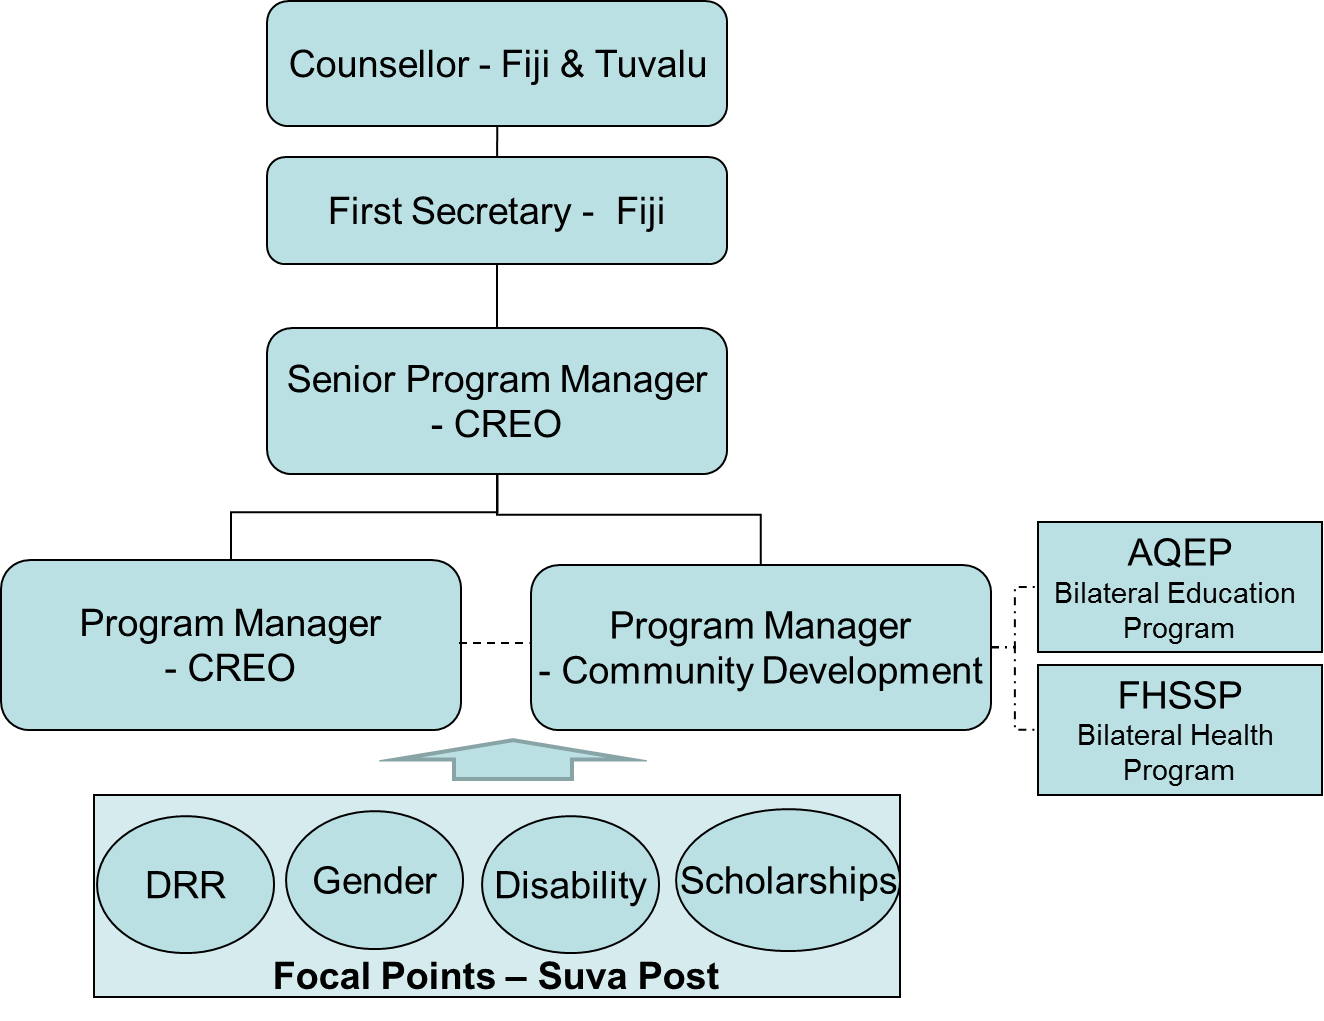 Counsellor - Fiji & Tuvalu
First Secretary -  Fiji
Senior Program Manager
- CREO
Program Manager
- CREO
Program Manager
- Community Development
AQEP
Bilateral Education
Program
FHSSP
Bilateral Health
Program
DRR
Gender
Disability
Scholarships
Focal Points – Suva Post